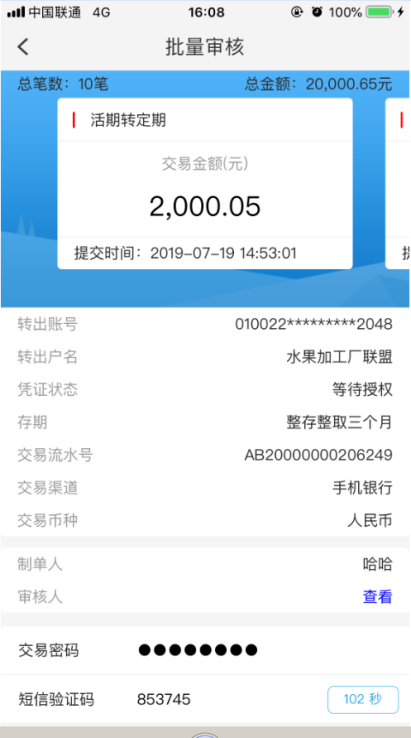 中国联通 4G 16:08 100%
批量审核
总笔数：10笔 总金额：20,000.65元
活期转定期
交易金额(元)
2,000.05
提交时间：2019-07-19 14:53:01
转出账号 010022*********2048
转出户名 水果加工厂联盟
凭证状态 等待授权
存期 整存整取三个月
交易流水号 AB20000000206249
交易渠道 手机银行
交易币种 人民币
制单人 哈哈
审核人 查看
交易密码 ●●●●●●●●
短信验证码 853745 102 秒